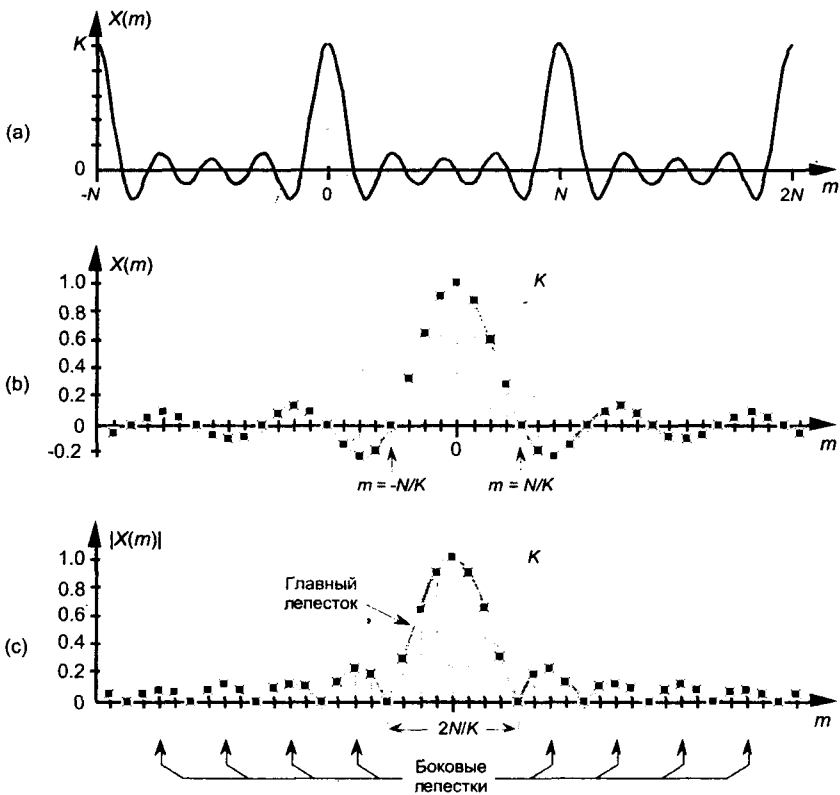 X(m)
K
(a)
0
-N 0 N 2N m
X(m)
1.0 K
0.8
0.6
0.4
(b)
0.2
0
-0.2 0 m
m = -N/K m = N/K
|X(m)|
1.0 K
0.8 Главный
лепесток
0.6
0.4
(c)
0.2
0
2N/K m
Боковые
лепестки